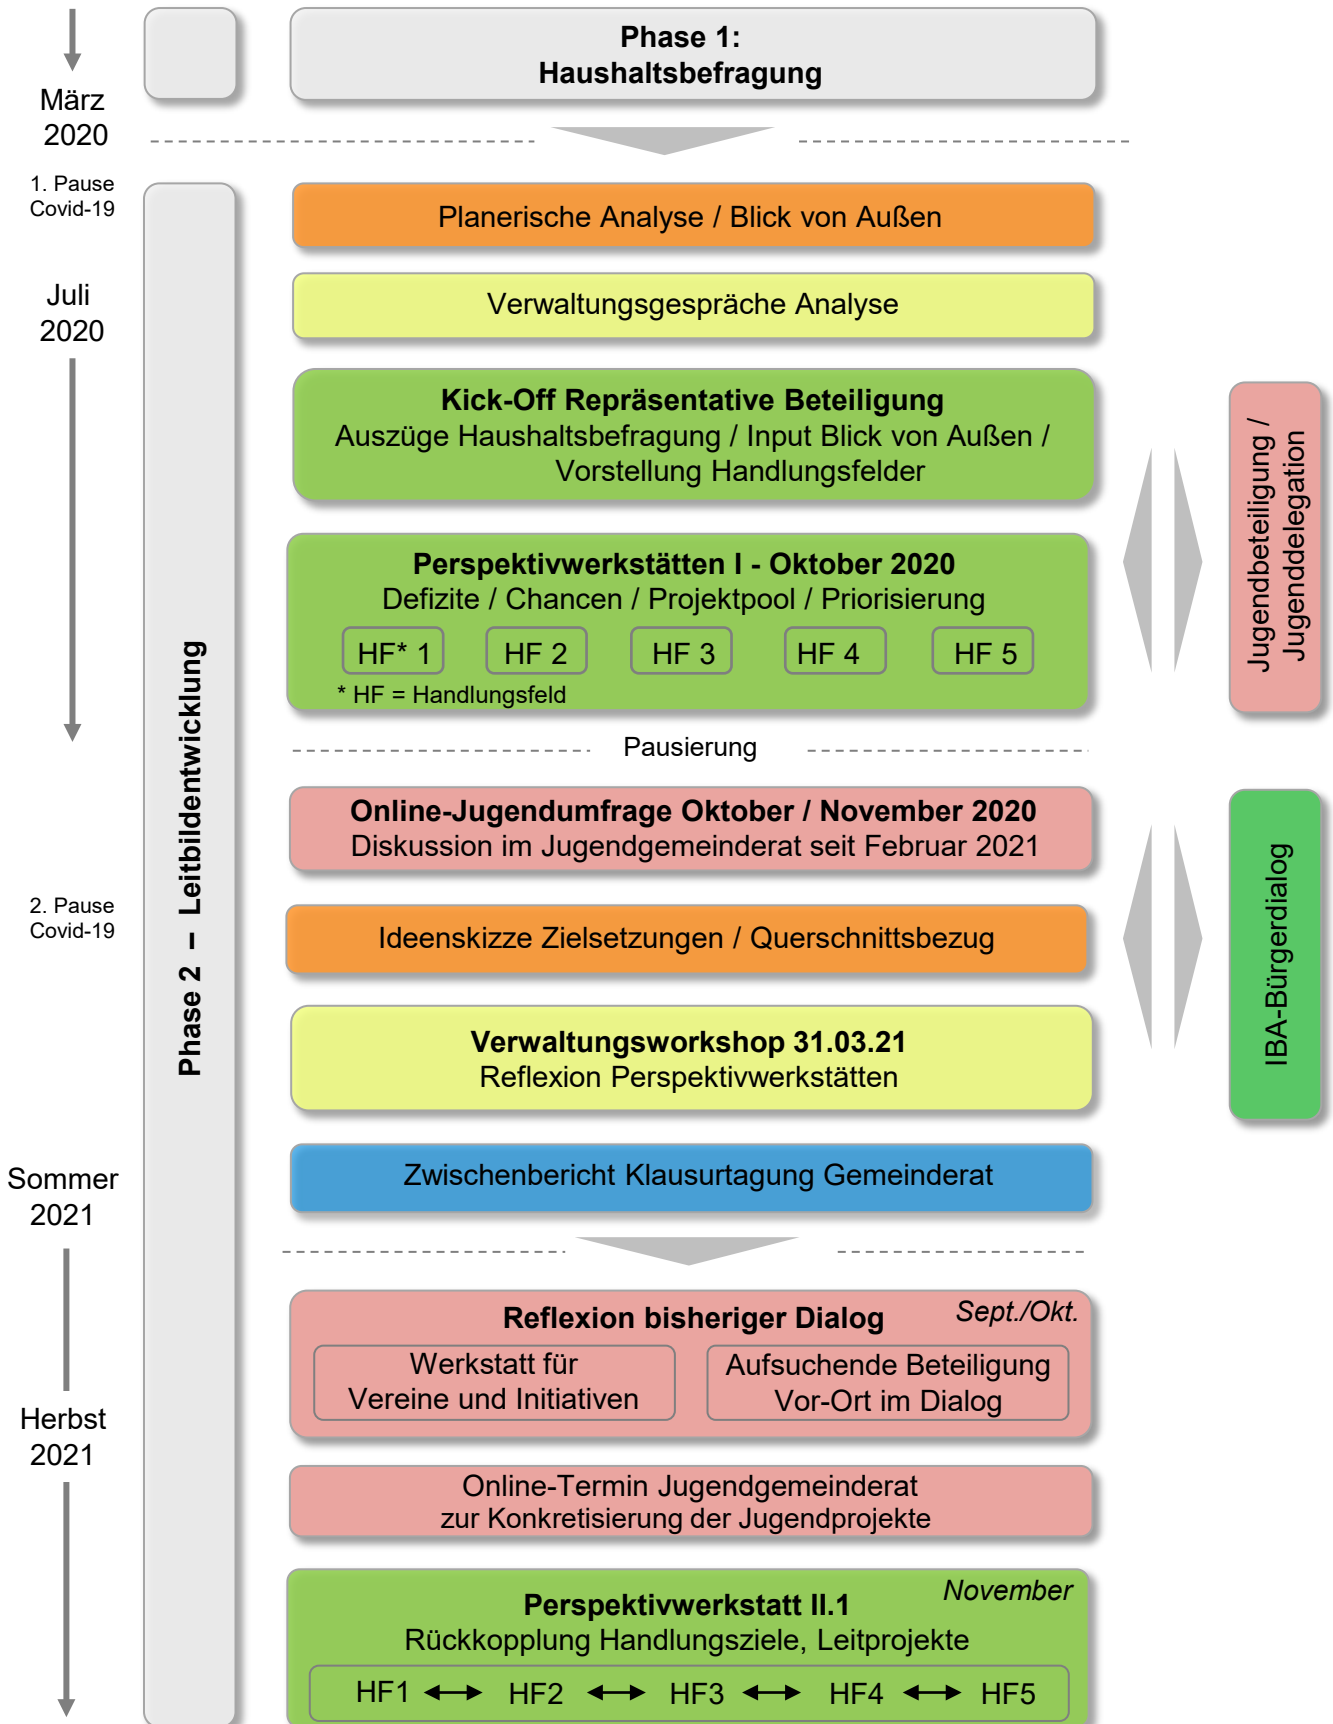 Phase 1:
Haushaltsbefragung
März
2020
1. Pause
Covid-19
Planerische Analyse / Blick von Außen
Juli
2020
Verwaltungsgespräche Analyse
Kick-Off Repräsentative Beteiligung
Auszüge Haushaltsbefragung / Input Blick von Außen /
Vorstellung Handlungsfelder
Jugendbeteiligung /
Jugenddelegation
Perspektivwerkstätten I - Oktober 2020
Defizite / Chancen / Projektpool / Priorisierung
HF* 1 HF 2 HF 3 HF 4 HF 5
* HF = Handlungsfeld
Phase 2 – Leitbildentwicklung
Pausierung
Online-Jugendumfrage Oktober / November 2020
Diskussion im Jugendgemeinderat seit Februar 2021
IBA-Bürgerdialog
2. Pause
Covid-19
Ideenskizze Zielsetzungen / Querschnittsbezug
Verwaltungsworkshop 31.03.21
Reflexion Perspektivwerkstätten
Sommer
2021
Zwischenbericht Klausurtagung Gemeinderat
Reflexion bisheriger Dialog
Sept./Okt.
Werkstatt für
Vereine und Initiativen
Aufsuchende Beteiligung
Vor-Ort im Dialog
Herbst
2021
Online-Termin Jugendgemeinderat
zur Konkretisierung der Jugendprojekte
November
Perspektivwerkstatt II.1
Rückkopplung Handlungsziele, Leitprojekte
HF1 HF2 HF3 HF4 HF5